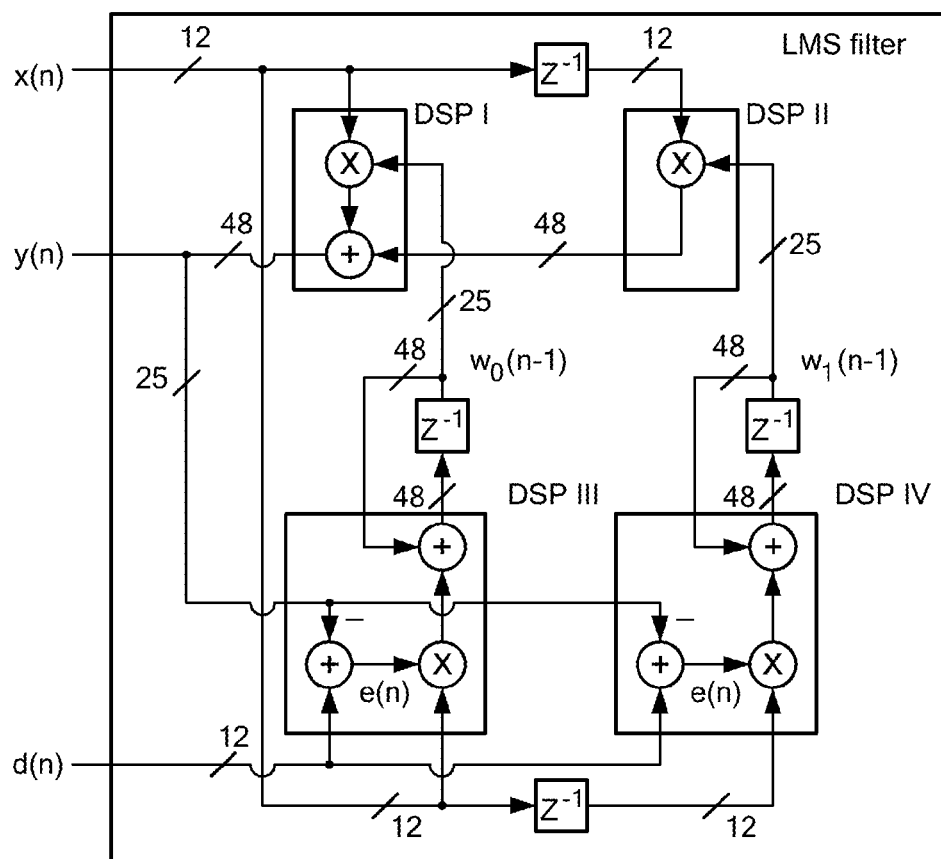 12
12
LMS filter
x(n)
Z⁻¹
DSP I
DSP II
X
X
48
48
y(n)
+
25
25
48
48
25
w₀(n-1)
w₁(n-1)
Z⁻¹
Z⁻¹
48
DSP III
48
DSP IV
+
+
–
–
+
X
+
X
e(n)
e(n)
12
d(n)
Z⁻¹
12
12